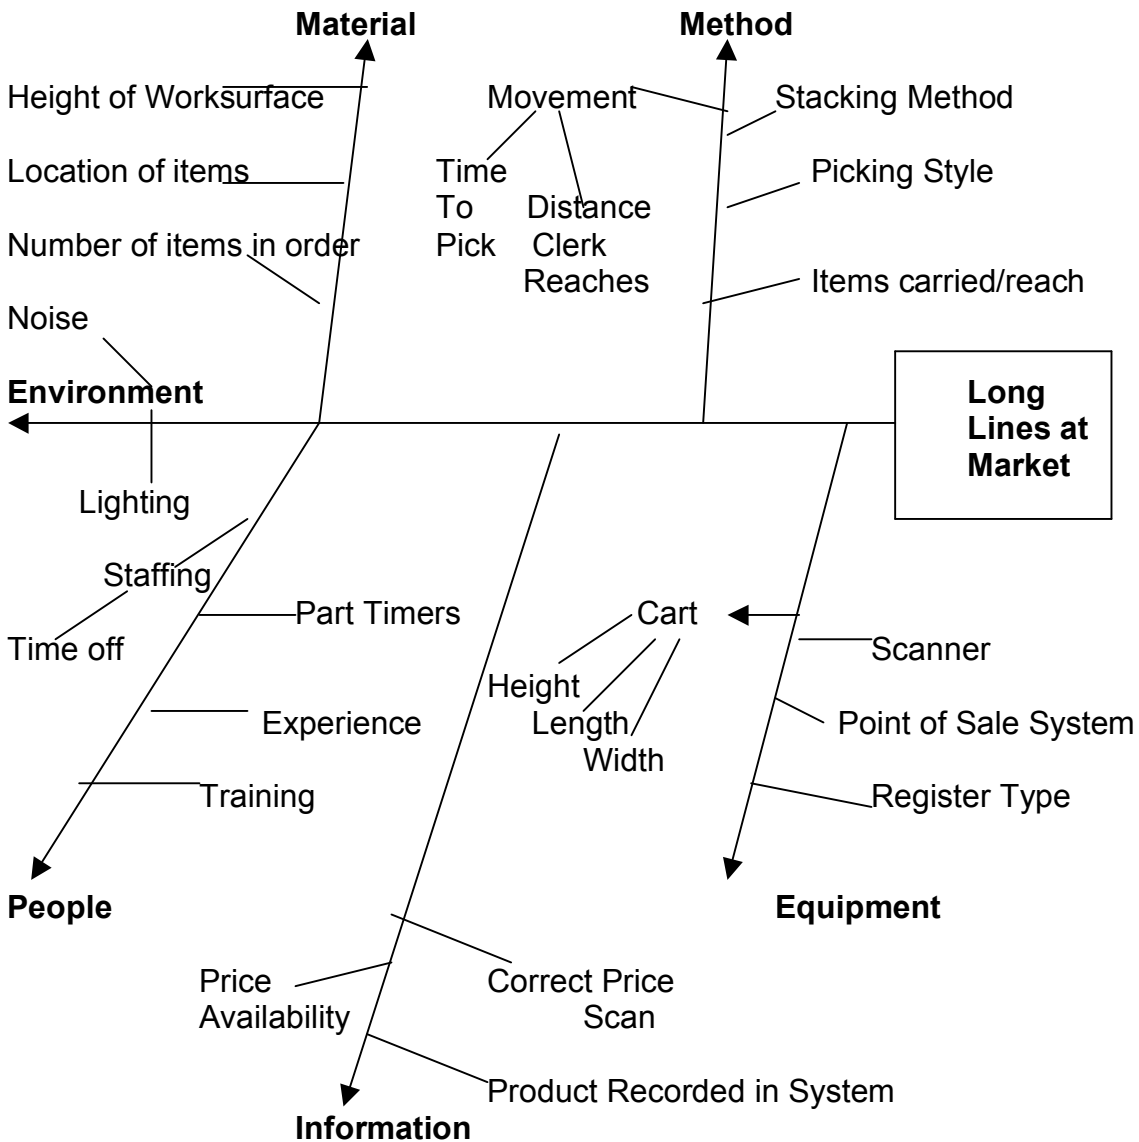 Material
Method
Height of Worksurface
Movement
Stacking Method
Location of items
Time
To
Pick
Distance
Clerk
Reaches
Picking Style
Number of items in order
Items carried/reach
Noise
Environment
Long
Lines at
Market
Lighting
Staffing
Time off
Part Timers
Cart
Scanner
Height
Length
Width
Experience
Point of Sale System
Training
Register Type
People
Equipment
Price
Availability
Correct Price
Scan
Product Recorded in System
Information